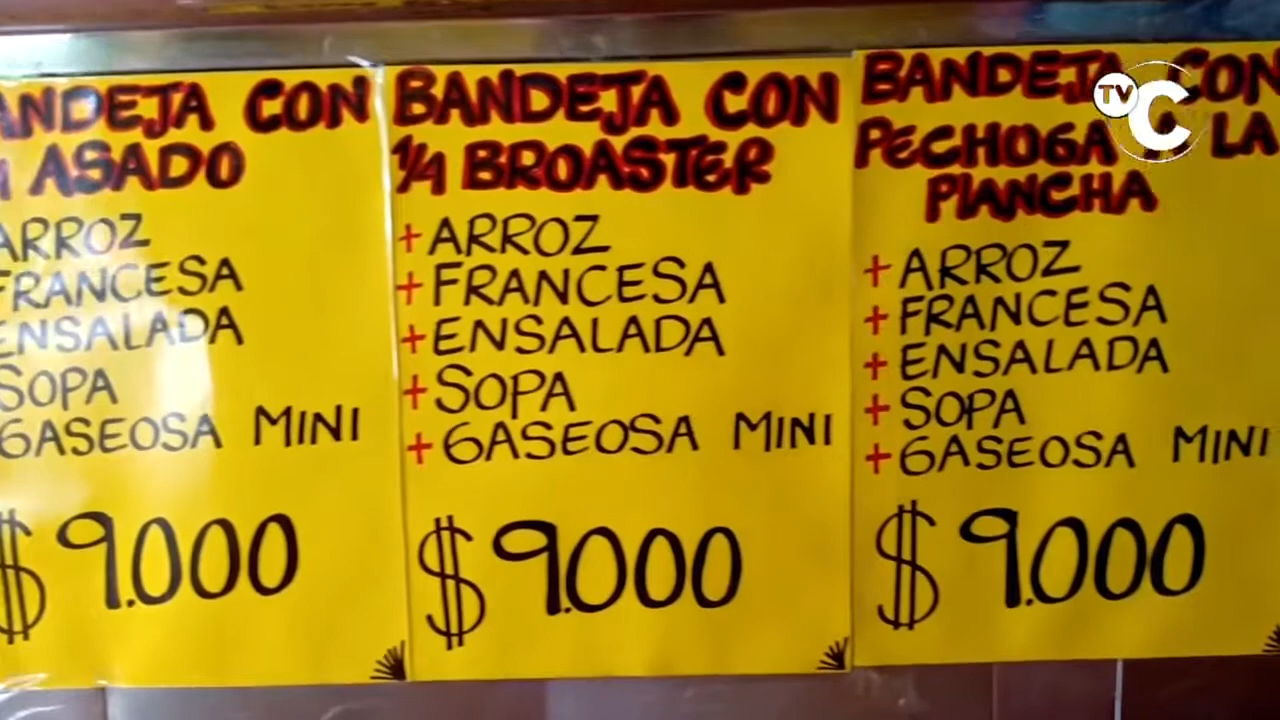 ANDEJA CON
ASADO
ARROZ
FRANCESA
ENSALADA
SOPA
GASEOSA MINI
$ 9.000
BANDEJA CON
1/4 BROASTER
+ ARROZ
+ FRANCESA
+ ENSALADA
+ SOPA
+ GASEOSA MINI
$ 9.000
BANDEJA CON
PECHUGA A LA
PLANCHA
+ ARROZ
+ FRANCESA
+ ENSALADA
+ SOPA
+ GASEOSA MINI
$ 9.000
TVC